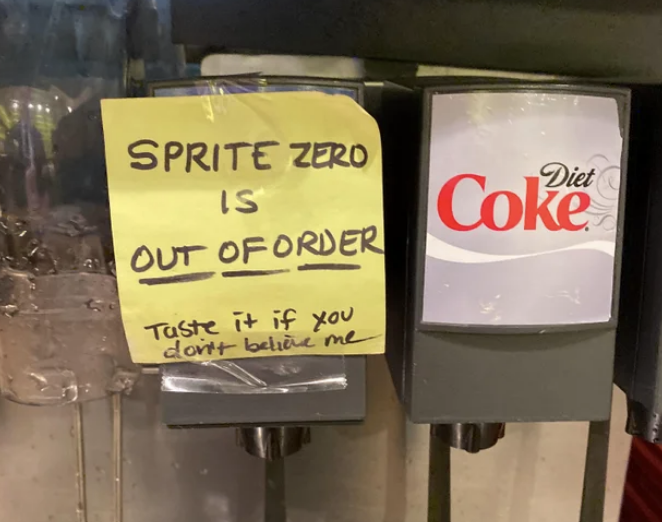 SPRITE ZERO
IS
OUT OF ORDER
Taste it if you
don't believe me
Diet
Coke